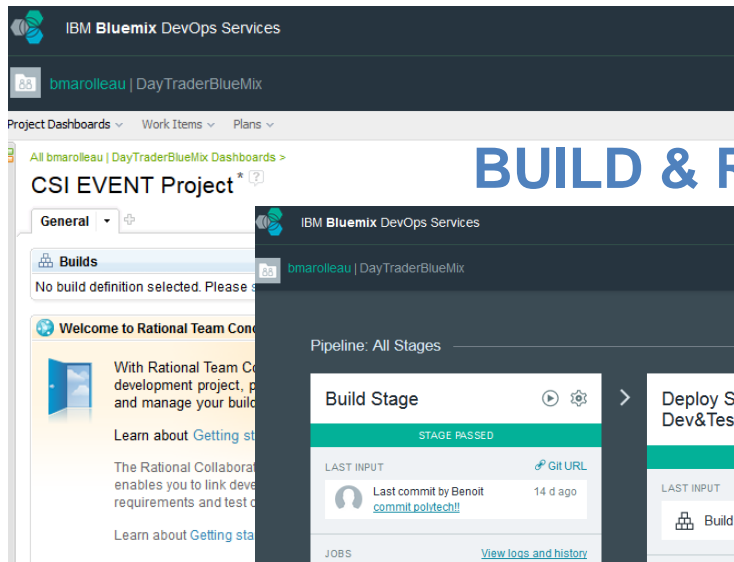 IBM Bluemix DevOps Services
bmarolleau | DayTraderBlueMix
Project Dashboards Work Items Plans
All bmarolleau | DayTraderBlueMix Dashboards >
CSI EVENT Project *
BUILD &
General
Builds
No build definition selected. Please
Welcome to Rational Team
With Rational Team
development project,
and manage your
Learn about Getting
The Rational
enables you to link
requirements and test
Learn about Getting
IBM Bluemix DevOps Services
bmarolleau | DayTraderBlueMix
Pipeline: All Stages
Build Stage
STAGE PASSED
LAST INPUT Git URL
Last commit by Benoit 14 d ago
commit polytech!!
JOBS View logs and history
Deploy
LAST INPUT
Build